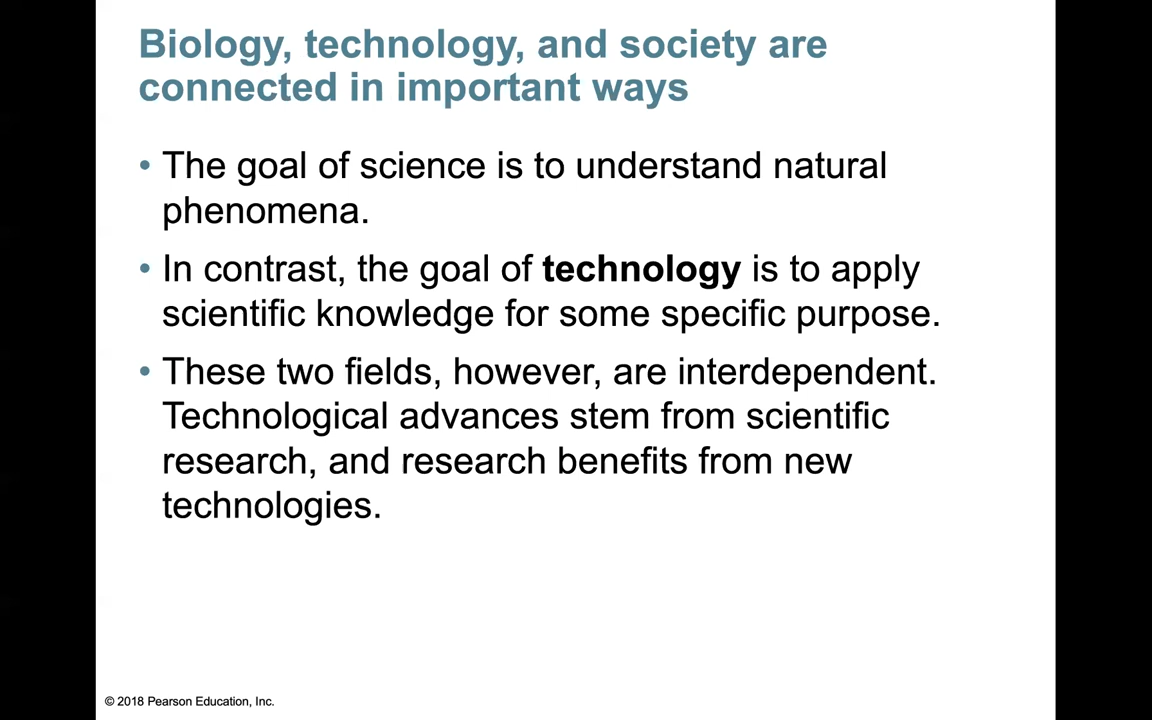 Biology, technology, and society are
connected in important ways
• The goal of science is to understand natural
phenomena.
• In contrast, the goal of technology is to apply
scientific knowledge for some specific purpose.
• These two fields, however, are interdependent.
Technological advances stem from scientific
research, and research benefits from new
technologies.
© 2018 Pearson Education, Inc.